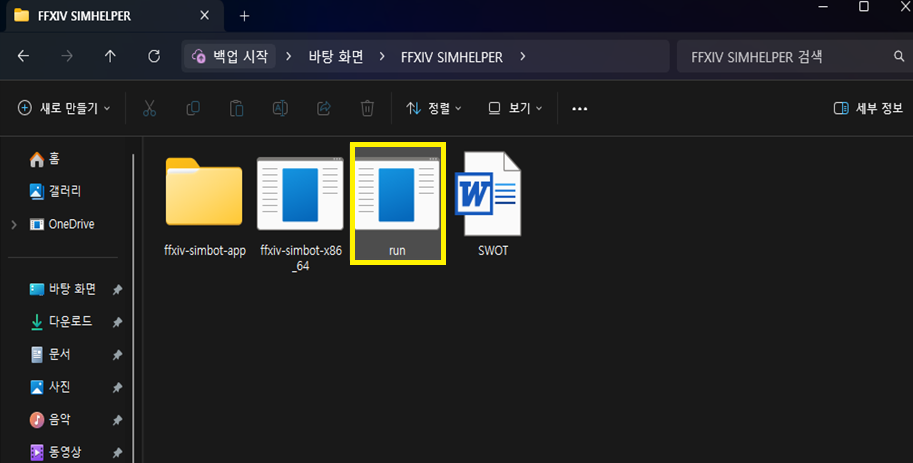 FFXIV SIMHELPER
백업 시작
바탕 화면
FFXIV SIMHELPER
FFXIV SIMHELPER 검색
새로 만들기
정렬
보기
세부 정보
홈
갤러리
OneDrive
바탕 화면
다운로드
문서
사진
음악
동영상
ffxiv-simbot-app
ffxiv-simbot-x86
_64
run
SWOT